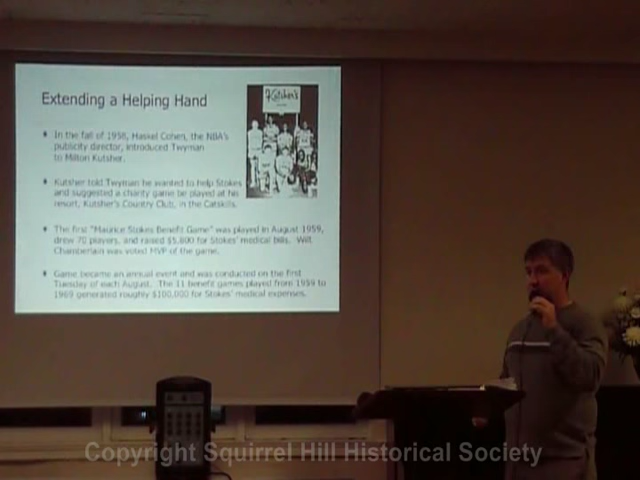 Extending a Helping Hand
Kutsher's
In the fall of 1958, Haskel Cohen, the NBA's
publicity director, introduced Twyman
to Milton Kutsher.
Kutsher told Twyman he wanted to help Stokes
and suggested a charity game be played at his
resort, Kutsher's Country Club, in the Catskills.
The first "Maurice Stokes Benefit Game" was played in August 1959,
drew 70 players, and raised $5,800 for Stokes' medical bills. Wilt
Chamberlain was voted MVP of the game.
Game became an annual event and was conducted on the first
Tuesday of each August. The 11 benefit games played from 1959 to
1969 generated roughly $100,000 for Stokes' medical expenses.
Copyright Squirrel Hill Historical Society